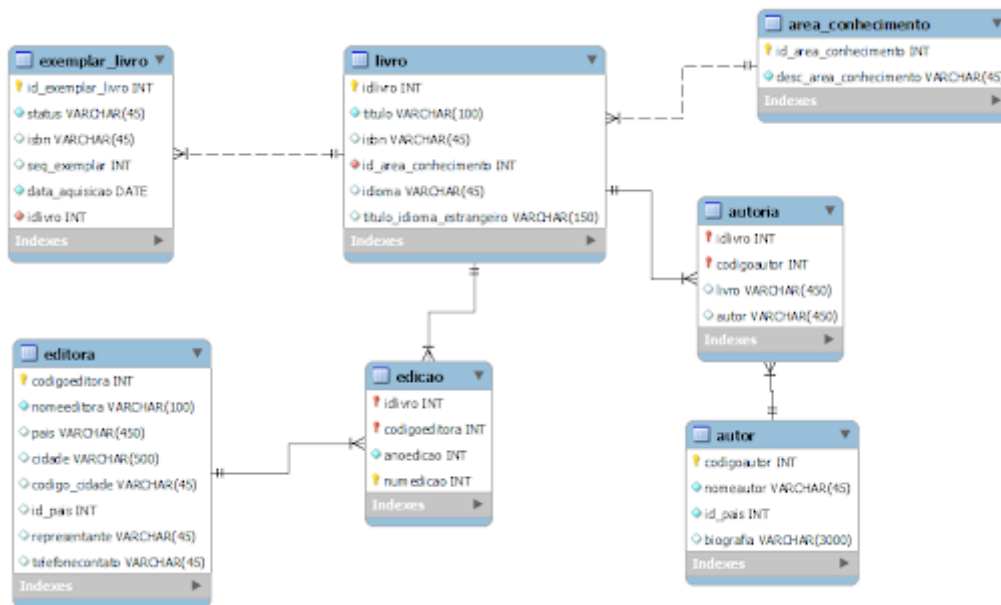 exemplar_livro
id_exemplar_livro INT
status VARCHAR(45)
isbn VARCHAR(45)
seq_exemplar INT
data_aquisicao DATE
idlivro INT
Indexes
livro
idlivro INT
titulo VARCHAR(100)
isbn VARCHAR(45)
id_area_conhecimento INT
idioma VARCHAR(45)
titulo_idioma_estrangeiro VARCHAR(150)
Indexes
area_conhecimento
id_area_conhecimento INT
desc_area_conhecimento VARCHAR(45)
Indexes
autoria
idlivro INT
codigoautor INT
livro VARCHAR(450)
autor VARCHAR(450)
Indexes
editora
codigoeditora INT
nomeeditora VARCHAR(100)
pais VARCHAR(450)
cidade VARCHAR(500)
codigo_cidade VARCHAR(45)
id_pais INT
representante VARCHAR(45)
telefonecontato VARCHAR(45)
Indexes
edicao
idlivro INT
codigoeditora INT
anoedicao INT
numedicao INT
Indexes
autor
codigoautor INT
nomeautor VARCHAR(45)
id_pais INT
biografia VARCHAR(3000)
Indexes